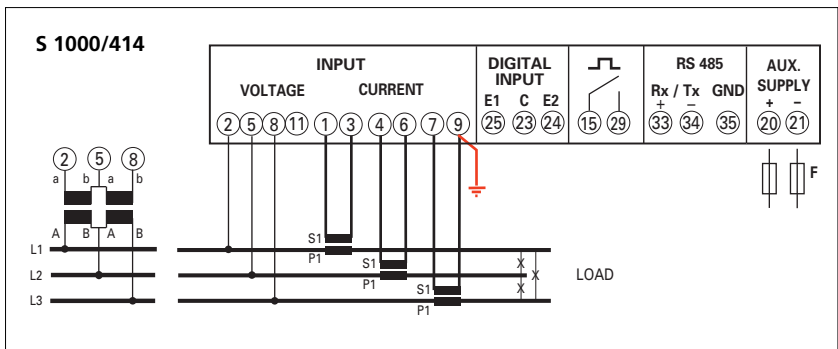 S 1000/414
INPUT
VOLTAGE CURRENT
2 5 8 11 1 3 4 6 7 9
DIGITAL
INPUT
E1 C E2
25 23 24
15 29
RS 485
Rx / Tx GND
+ −
33 34 35
AUX.
SUPPLY
+ −
20 21
F
2 5 8
a b a b
A B A B
L1
L2
L3
S1
P1
S1
P1
S1
P1
X
X
X
LOAD